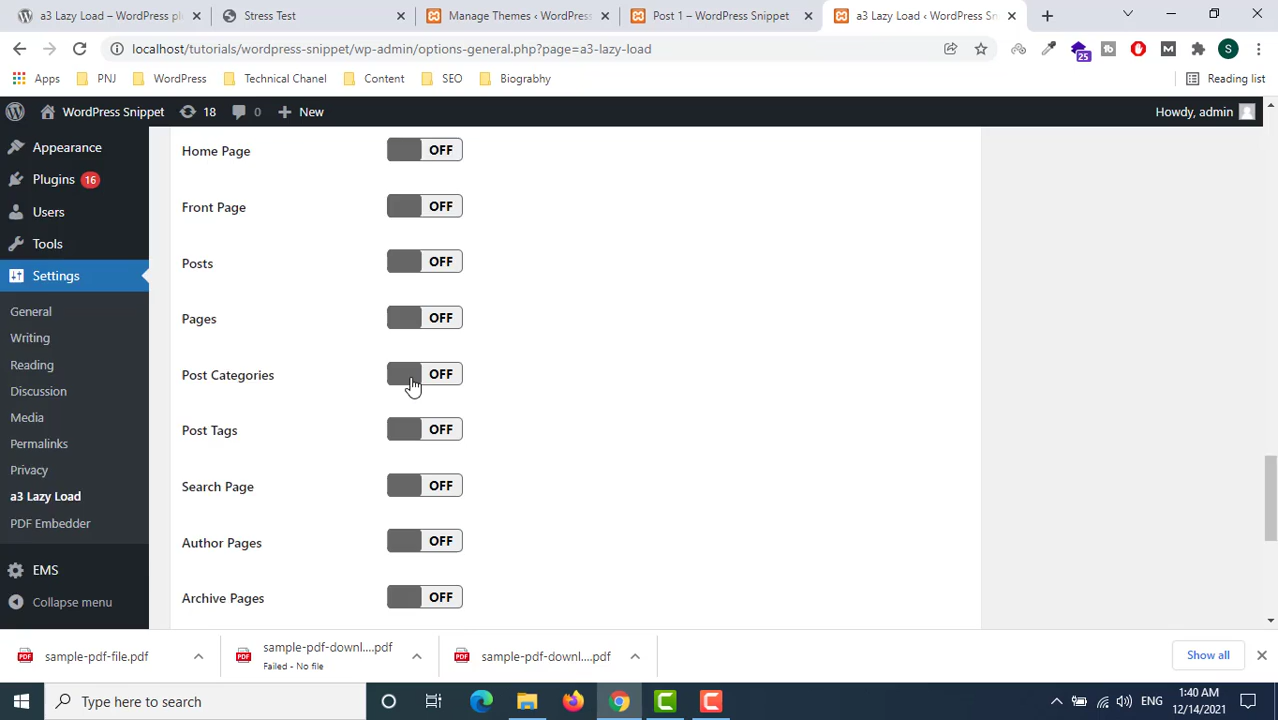 a3 Lazy Load – WordPress pl
Stress Test
Manage Themes ‹ WordPress
Post 1 – WordPress Snippet
a3 Lazy Load ‹ WordPress Sn
localhost/tutorials/wordpress-snippet/wp-admin/options-general.php?page=a3-lazy-load
25
S
Apps
PNJ
WordPress
Technical Chanel
Content
SEO
Biograbhy
Reading list
WordPress Snippet
18
0
New
Howdy, admin
Appearance
Plugins 16
Users
Tools
Settings
General
Writing
Reading
Discussion
Media
Permalinks
Privacy
a3 Lazy Load
PDF Embedder
EMS
Collapse menu
Home Page OFF
Front Page OFF
Posts OFF
Pages OFF
Post Categories OFF
Post Tags OFF
Search Page OFF
Author Pages OFF
Archive Pages OFF
sample-pdf-file.pdf
sample-pdf-downl....pdf
Failed - No file
sample-pdf-downl....pdf
Show all
Type here to search
ENG
1:40 AM
12/14/2021